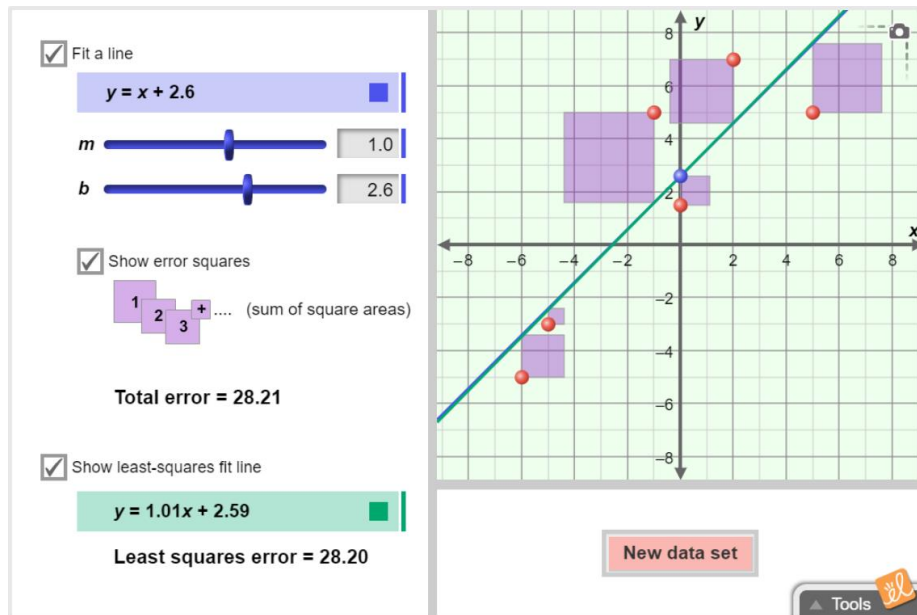 Fit a line
y = x + 2.6
m 1.0
b 2.6
Show error squares
1 2 3 + .... (sum of square areas)
Total error = 28.21
Show least-squares fit line
y = 1.01x + 2.59
Least squares error = 28.20
y
8
6
4
2
x
–8 –6 –4 –2 2 4 6 8
–2
–4
–6
–8
New data set
Tools